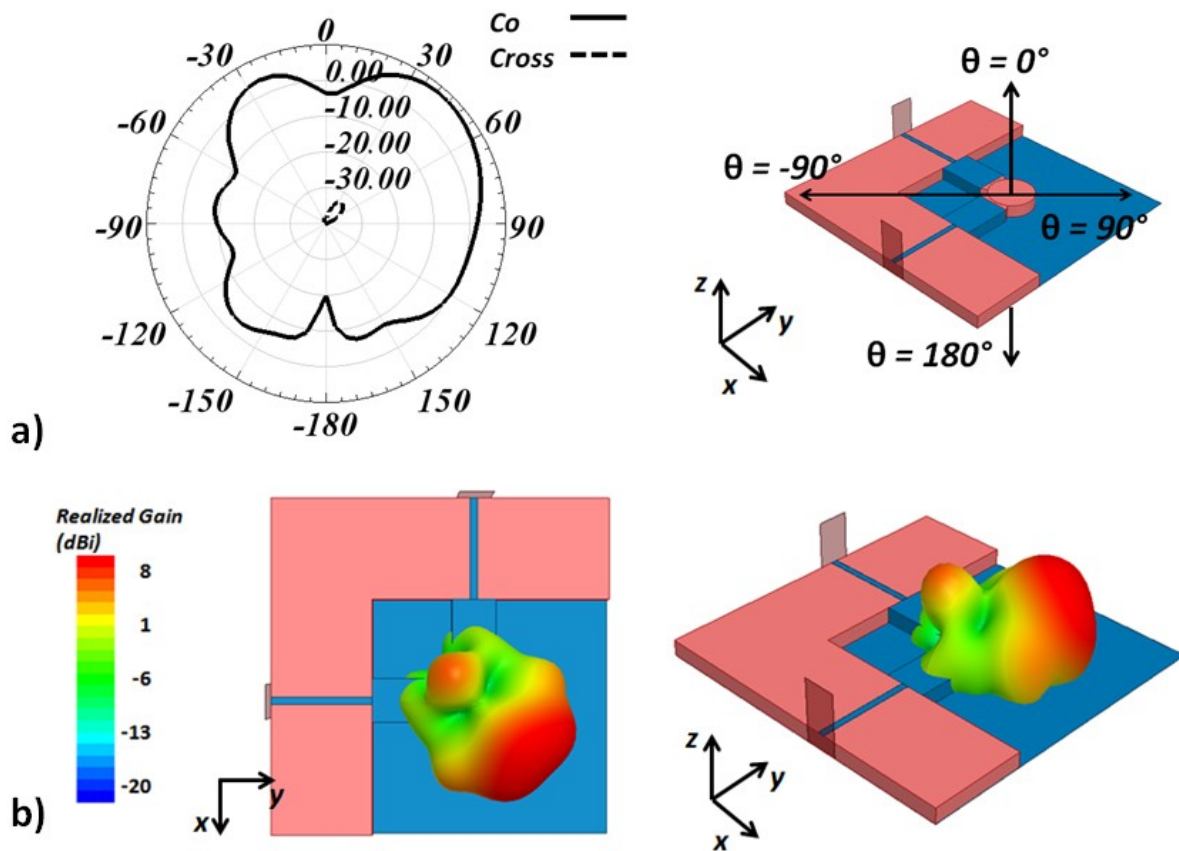 Co
Cross
0
30
60
90
120
150
-180
-150
-120
-90
-60
-30
0.00
-10.00
-20.00
-30.00
θ = 0°
θ = -90°
θ = 90°
θ = 180°
z
y
x
a)
Realized Gain
(dBi)
8
1
-6
-13
-20
y
x
z
y
x
b)